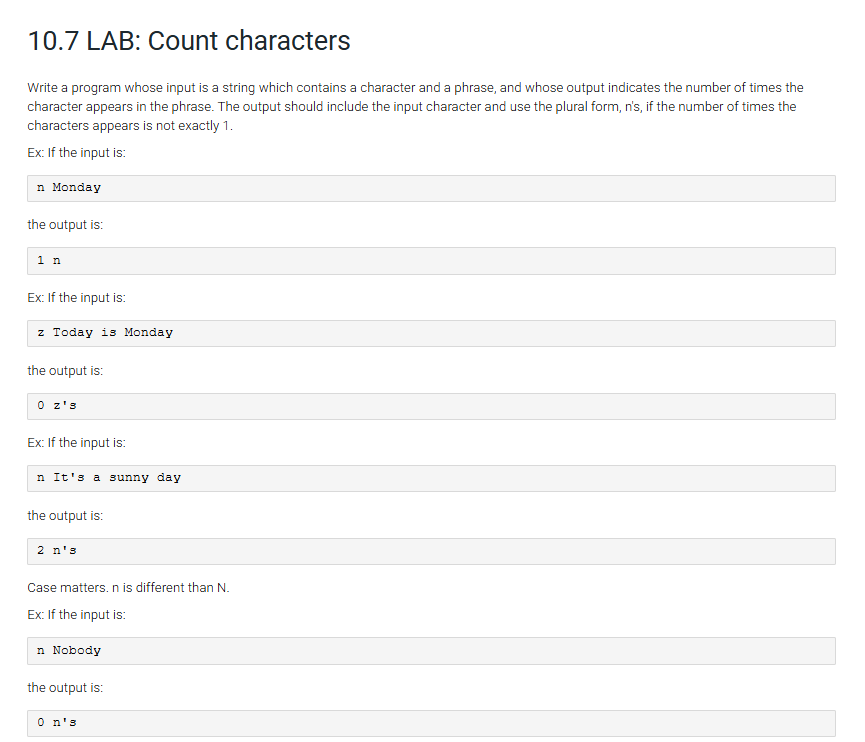 10.7 LAB: Count characters
Write a program whose input is a string which contains a character and a phrase, and whose output indicates the number of times the
character appears in the phrase. The output should include the input character and use the plural form, n's, if the number of times the
characters appears is not exactly 1.
Ex: If the input is:
n Monday
the output is:
1 n
Ex: If the input is:
z Today is Monday
the output is:
0 z's
Ex: If the input is:
n It's a sunny day
the output is:
2 n's
Case matters. n is different than N.
Ex: If the input is:
n Nobody
the output is:
0 n's